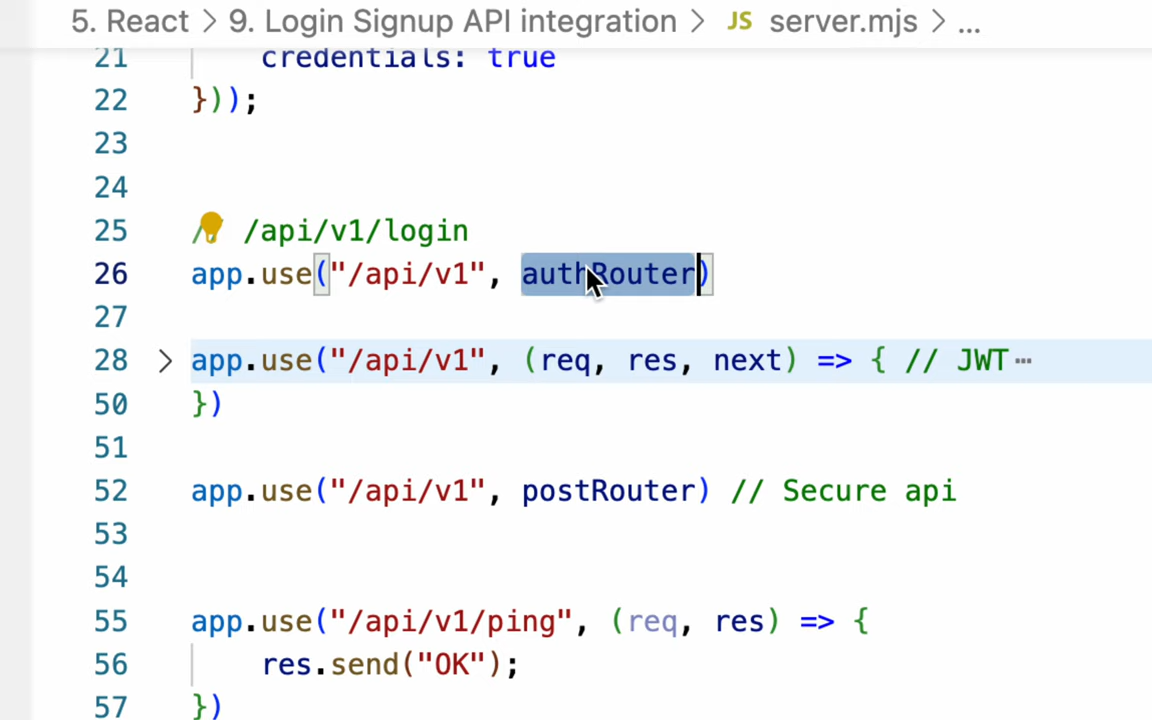 5. React > 9. Login Signup API integration > JS server.mjs > ...
21 credentials: true
22 }));
23
24
25 / /api/v1/login
26 app.use("/api/v1", authRouter)
27
28 > app.use("/api/v1", (req, res, next) => { // JWT…
50 })
51
52 app.use("/api/v1", postRouter) // Secure api
53
54
55 app.use("/api/v1/ping", (req, res) => {
56 res.send("OK");
57 })